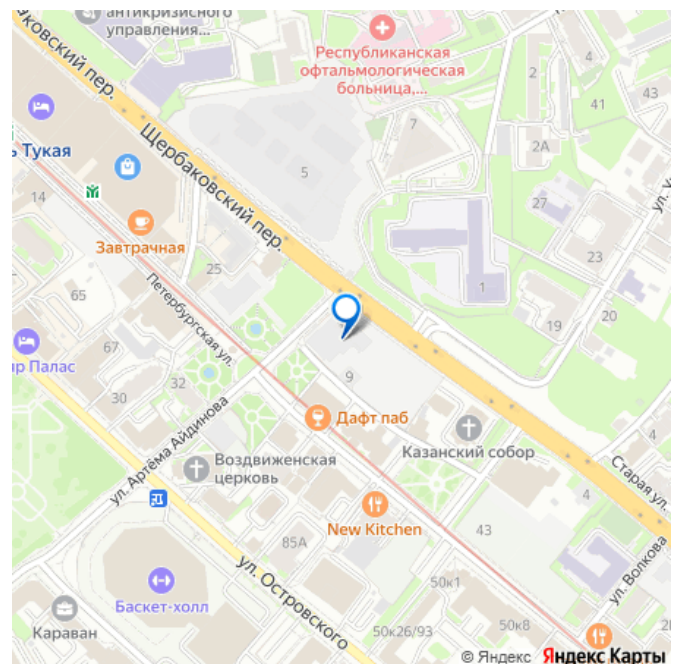 антикризисного
управления...
аковский пер.
Республиканская
офтальмологическая
больница,...
4
2
41
43
7
2А
ь Тукая
Щербаковский пер.
5
14
Завтрачная
25
27
23
1
65
Петербургская ул.
20
19
67
ир Палас
32
30
9
Дафт паб
Казанский собор
4
ул. Артёма Айдинова
Воздвиженская
церковь
Старая ул.
4
New Kitchen
85А
43
ул. Волкова
Баскет-холл
ул. Островского
50к1
Караван
50к26/93
50к8
© Яндекс Яндекс Карты